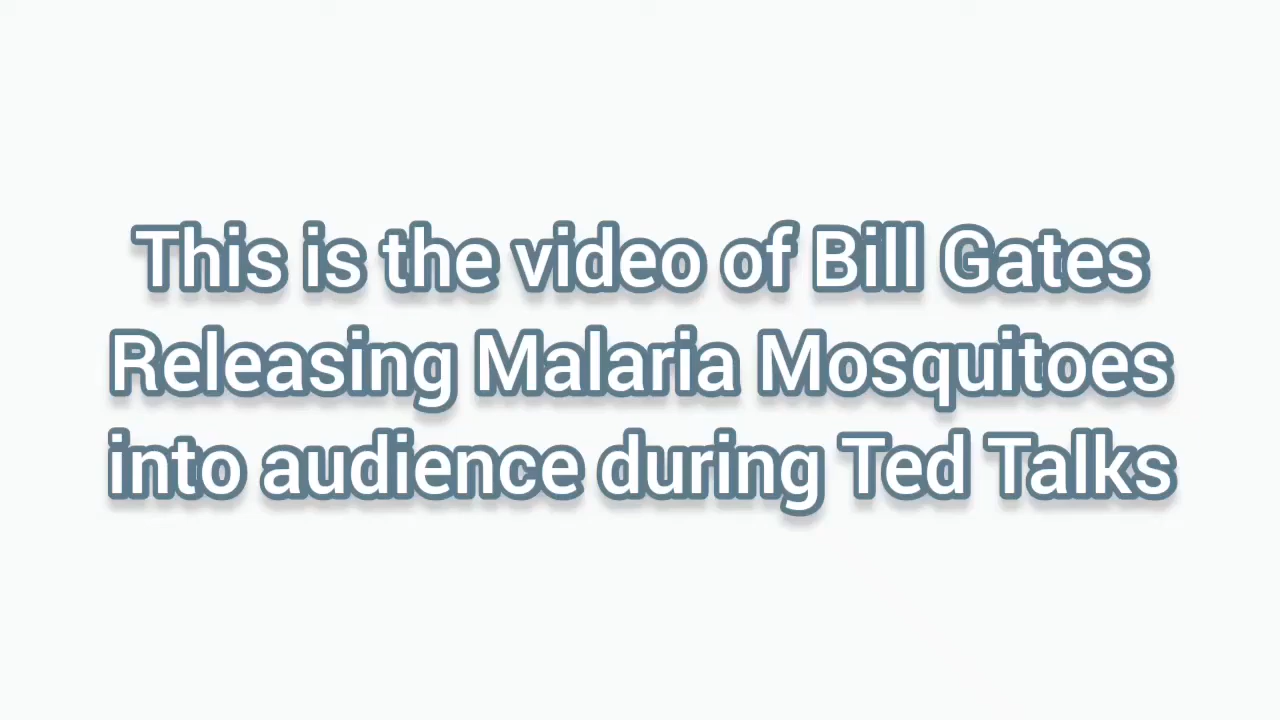 This is the video of Bill Gates
Releasing Malaria Mosquitoes
into audience during Ted Talks